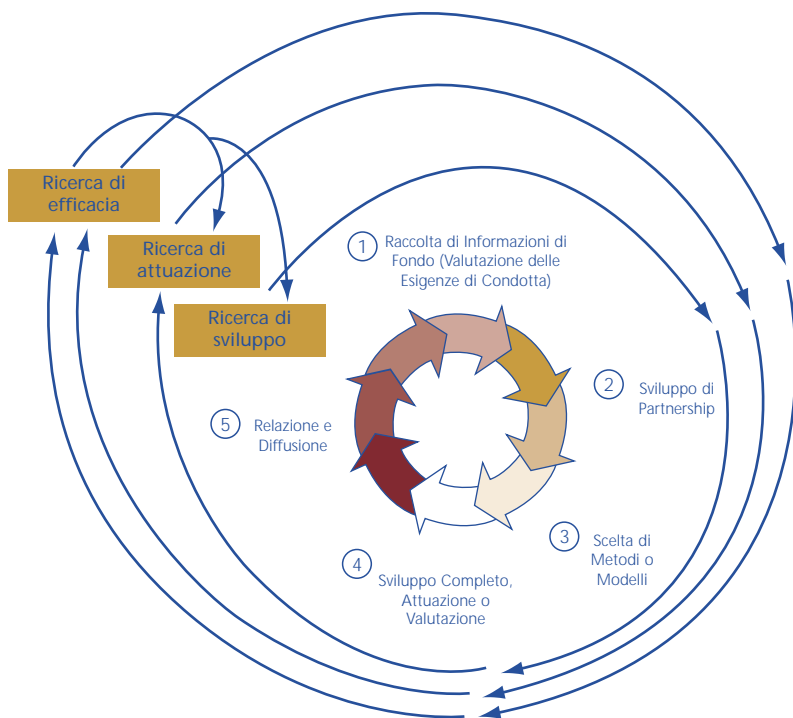 Ricerca di
efficacia
Ricerca di
attuazione
Ricerca di
sviluppo
1
Raccolta di Informazioni di
Fondo (Valutazione delle
Esigenze di Condotta)
2
Sviluppo di
Partnership
3
Scelta di
Metodi o
Modelli
4
Sviluppo Completo,
Attuazione o
Valutazione
5
Relazione e
Diffusione